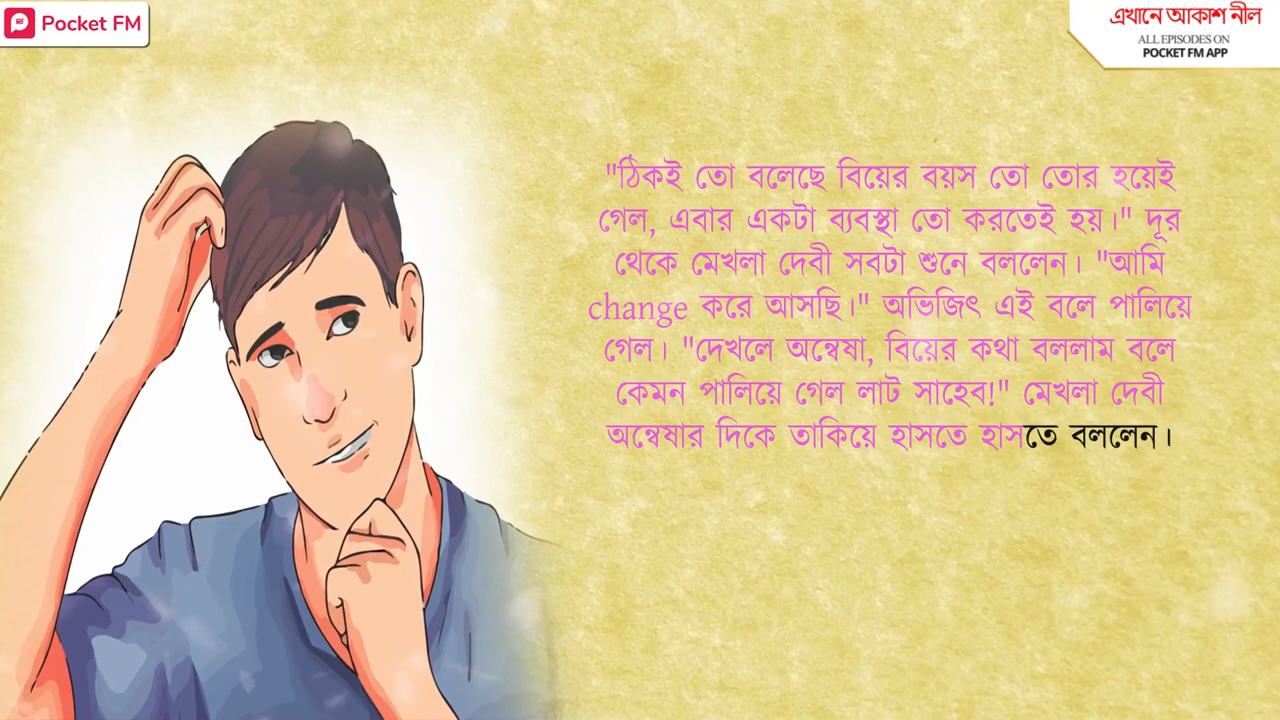 Pocket FM
এখানে আকাশ নীল
ALL EPISODES ON
POCKET FM APP
"ঠিকই তো বলেছে বিয়ের বয়স তো তোর হয়েই
গেল, এবার একটা ব্যবস্থা তো করতেই হয়।" দূর
থেকে মেখলা দেবী সবটা শুনে বললেন। "আমি
change করে আসছি।" অভিজিৎ এই বলে পালিয়ে
গেল। "দেখলে অন্বেষা, বিয়ের কথা বললাম বলে
কেমন পালিয়ে গেল লাট সাহেব!" মেখলা দেবী
অন্বেষার দিকে তাকিয়ে হাসতে হাসতে বললেন।